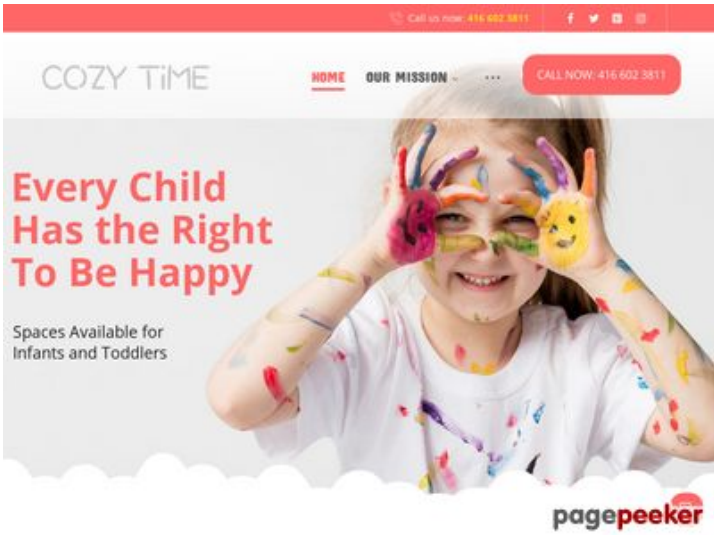 Call us now: 416 602 3811
COZY TiME
HOME
OUR MISSION
...
CALL NOW: 416 602 3811
Every Child
Has the Right
To Be Happy
Spaces Available for
Infants and Toddlers
pagepeeker